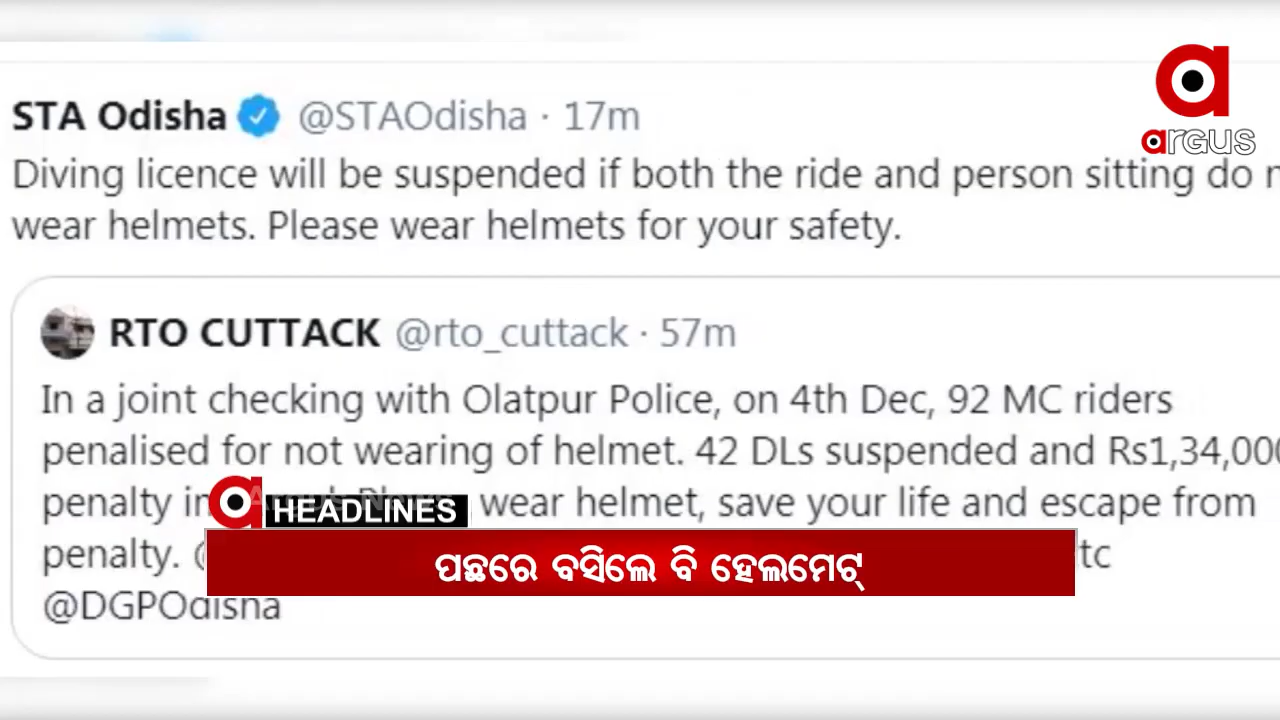 STA Odisha @STAOdisha · 17m
Diving licence will be suspended if both the ride and person sitting do
wear helmets. Please wear helmets for your safety.
RTO CUTTACK @rto_cuttack · 57m
In a joint checking with Olatpur Police, on 4th Dec, 92 MC riders
penalised for not wearing of helmet. 42 DLs suspended and Rs1,34,000
penalty in wear helmet, save your life and escape from
penalty.
@DGPOdisha
argus
HEADLINES
ପଛରେ ବସିଲେ ବି ହେଲମେଟ୍